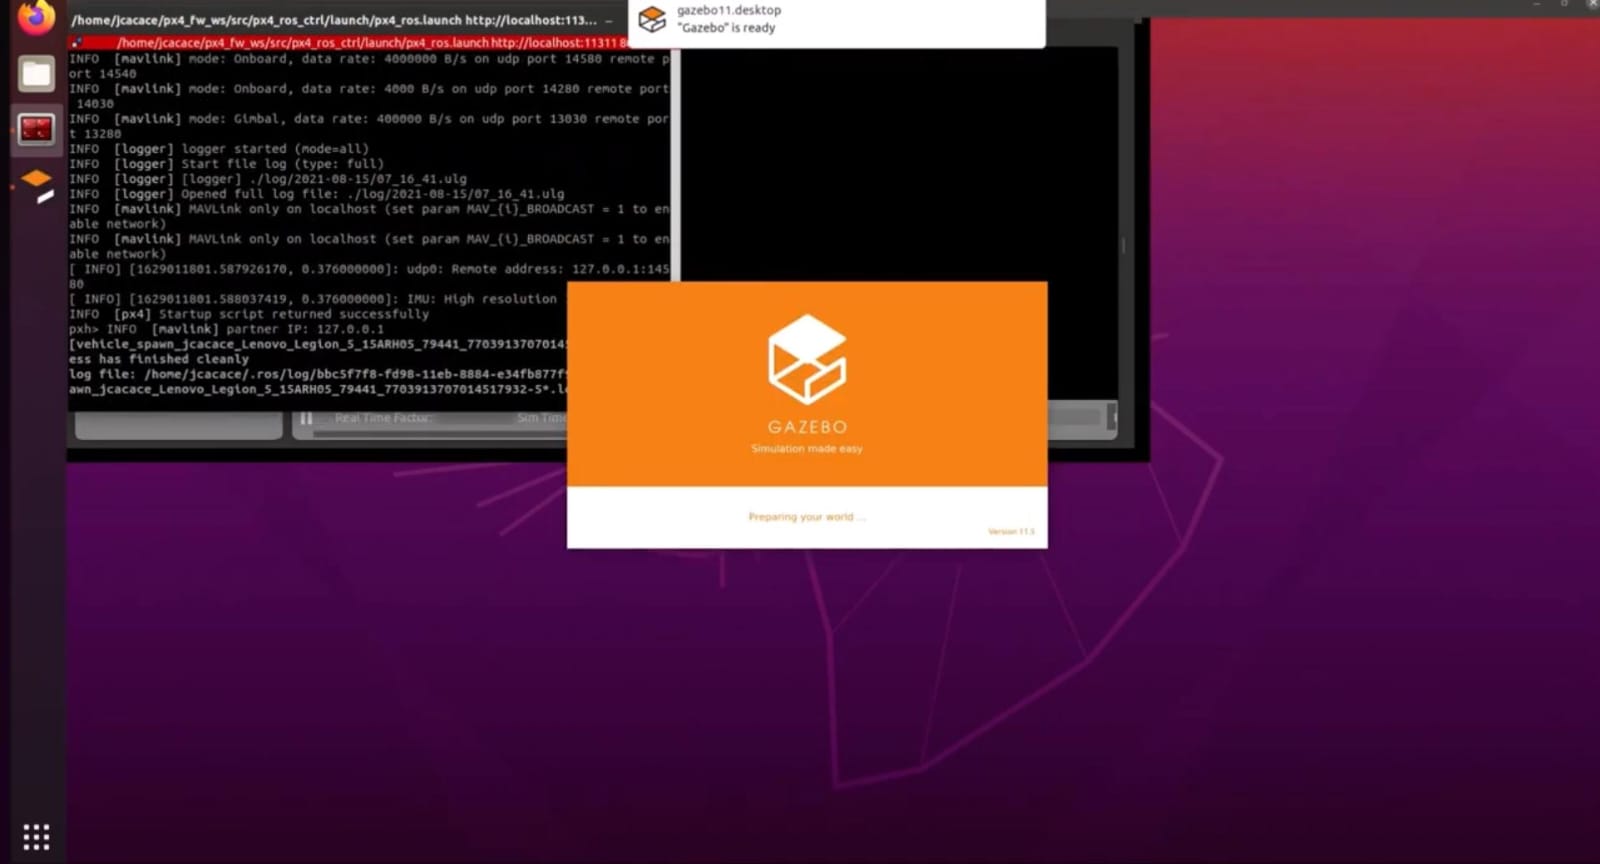 /home/jcacace/px4_fw_ws/src/px4_ros_ctrl/launch/px4_ros.launch http://localhost:113...
gazebo11.desktop
"Gazebo" is ready
/home/jcacace/px4_fw_ws/src/px4_ros_ctrl/launch/px4_ros.launch http://localhost:11311
INFO [mavlink] mode: Onboard, data rate: 4000000 B/s on udp port 14580 remote p
ort 14540
INFO [mavlink] mode: Onboard, data rate: 4000 B/s on udp port 14280 remote port
14030
INFO [mavlink] mode: Gimbal, data rate: 400000 B/s on udp port 13030 remote por
t 13280
INFO [logger] logger started (mode=all)
INFO [logger] Start file log (type: full)
INFO [logger] [logger] ./log/2021-08-15/07_16_41.ulg
INFO [logger] Opened full log file: ./log/2021-08-15/07_16_41.ulg
INFO [mavlink] MAVLink only on localhost (set param MAV_{i}_BROADCAST = 1 to en
able network)
INFO [mavlink] MAVLink only on localhost (set param MAV_{i}_BROADCAST = 1 to en
able network)
[ INFO] [1629011801.587926170, 0.376000000]: udp0: Remote address: 127.0.0.1:145
80
[ INFO] [1629011801.588037419, 0.376000000]: IMU: High resolution
INFO [px4] Startup script returned successfully
pxh> INFO [mavlink] partner IP: 127.0.0.1
[vehicle_spawn_jcacace_Lenovo_Legion_5_15ARH05_79441_77039137070145
ess has finished cleanly
log file: /home/jcacace/.ros/log/bbc5f7f8-fd98-11eb-8884-e34fb877f
awn_jcacace_Lenovo_Legion_5_15ARH05_79441_7703913707014517932-5*.l
Real Time Factor: Sim Time
GAZEBO
Simulation made easy
Preparing your world ...
Version 11.5